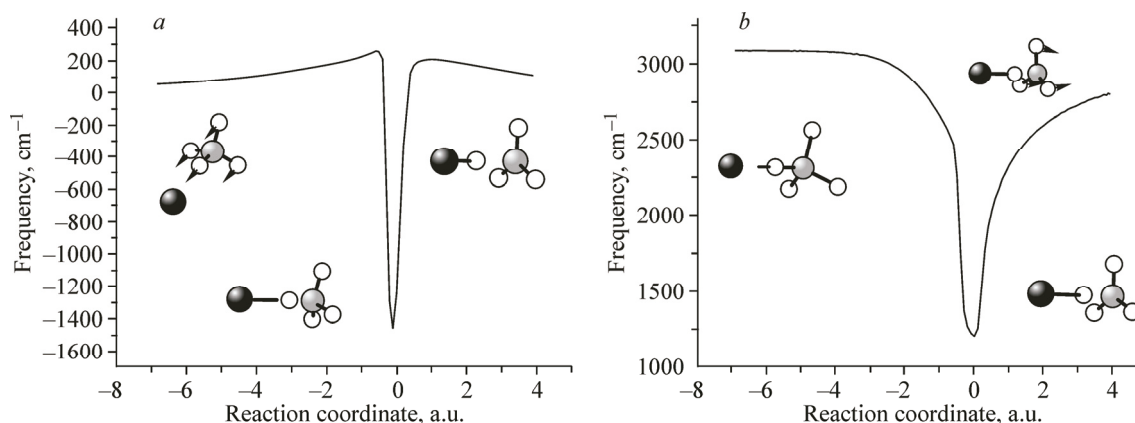 a
400
200
0
–200
–400
–600
–800
–1000
–1200
–1400
–1600
Frequency, cm–1
–8 –6 –4 –2 0 2 4
Reaction coordinate, a.u.
b
3000
2500
2000
1500
1000
Frequency, cm–1
–8 –6 –4 –2 0 2 4
Reaction coordinate, a.u.